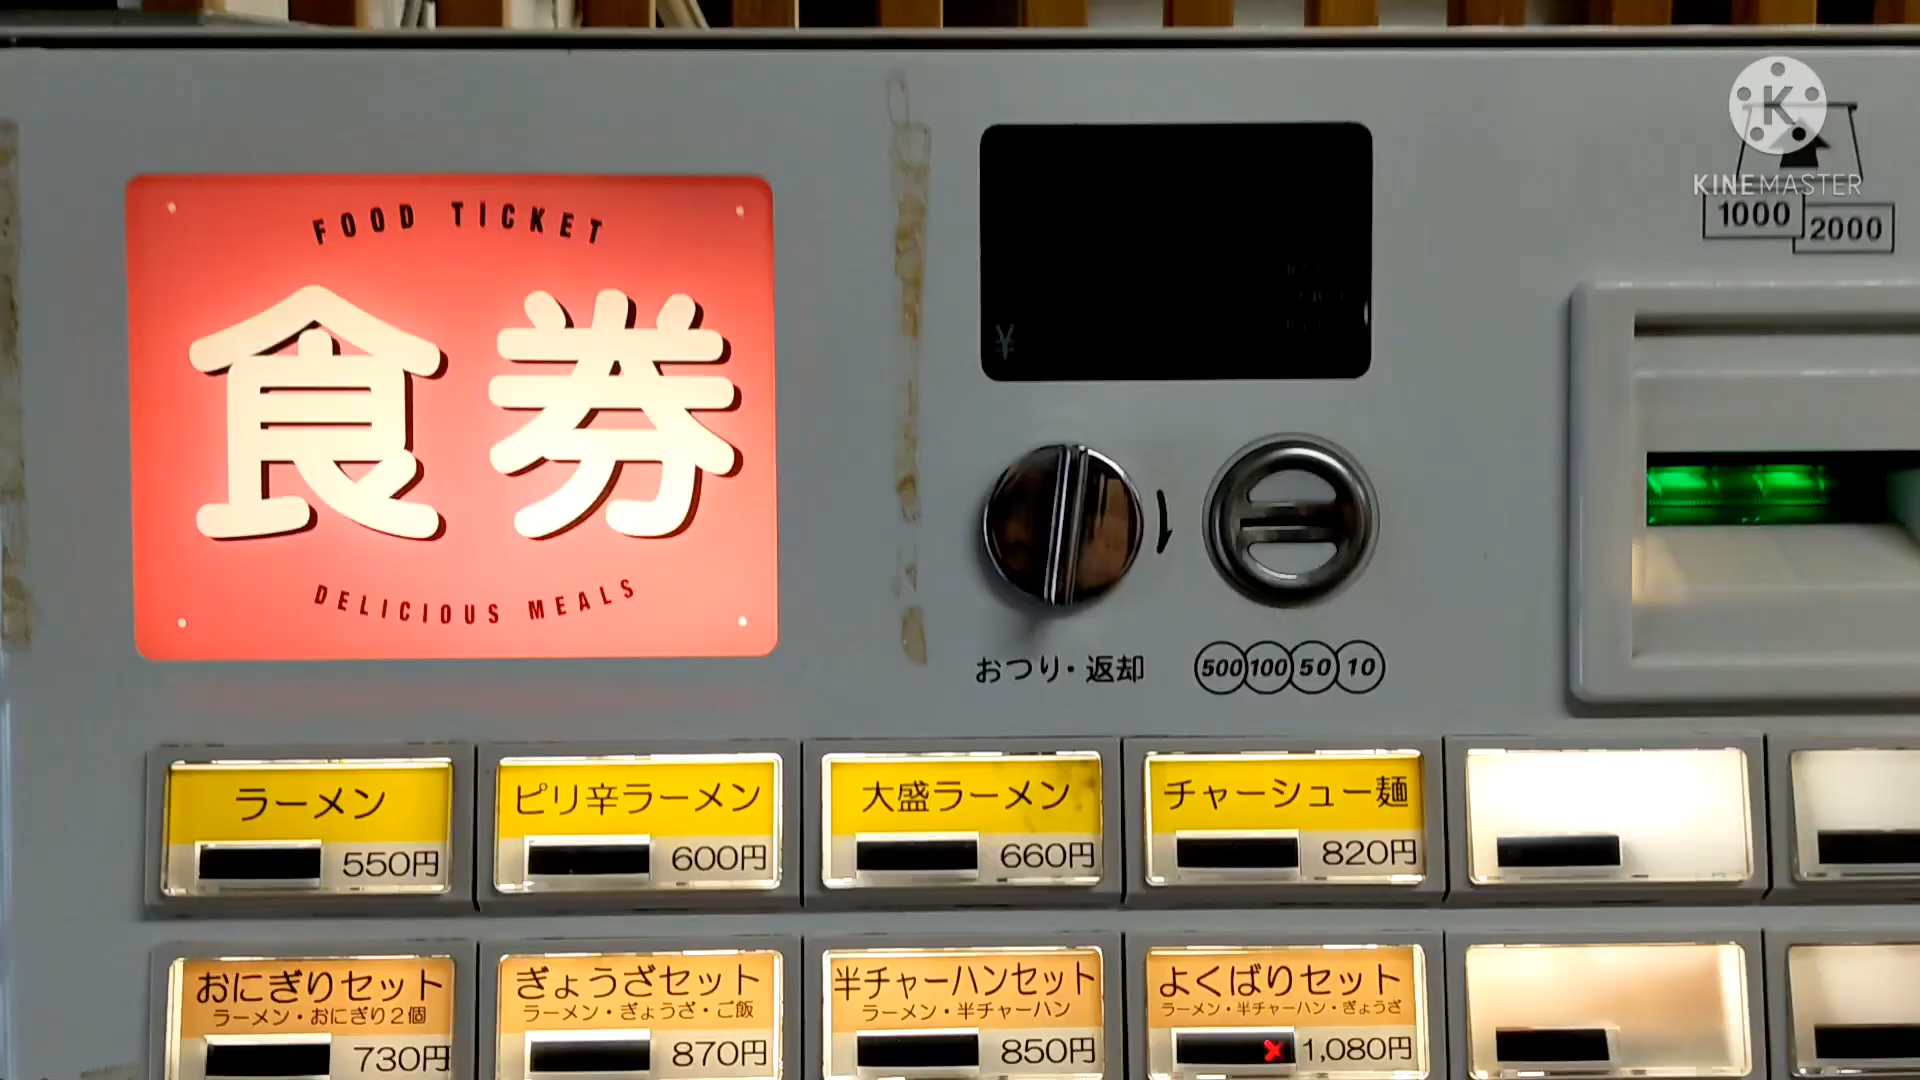 FOOD TICKET
食券
DELICIOUS MEALS
¥
おつり・返却
500 100 50 10
K
KINEMASTER
1000
2000
ラーメン
550円
ピリ辛ラーメン
600円
大盛ラーメン
660円
チャーシュー麺
820円
おにぎりセット
ラーメン・おにぎり2個
730円
ぎょうざセット
ラーメン・ぎょうざ・ご飯
870円
半チャーハンセット
ラーメン・半チャーハン
850円
よくばりセット
ラーメン・半チャーハン・ぎょうざ
1,080円